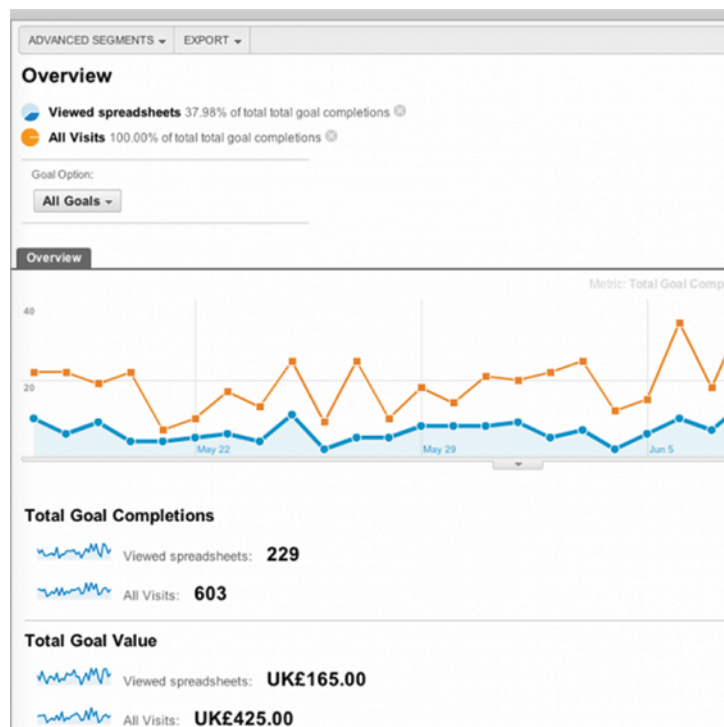 ADVANCED SEGMENTS EXPORT
Overview
Viewed spreadsheets 37.98% of total total goal completions
All Visits 100.00% of total total goal completions
Goal Option:
All Goals
Overview
Metric: Total Goal Comp
40
20
May 22 May 29 Jun 5
Total Goal Completions
Viewed spreadsheets: 229
All Visits: 603
Total Goal Value
Viewed spreadsheets: UK£165.00
All Visits: UK£425.00